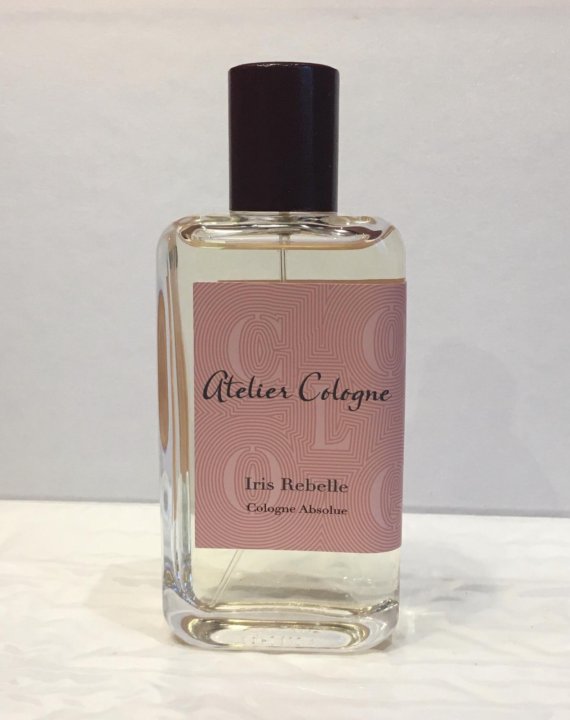 C L O
Atelier Cologne
L
Iris Rebelle
O C
Cologne Absolue